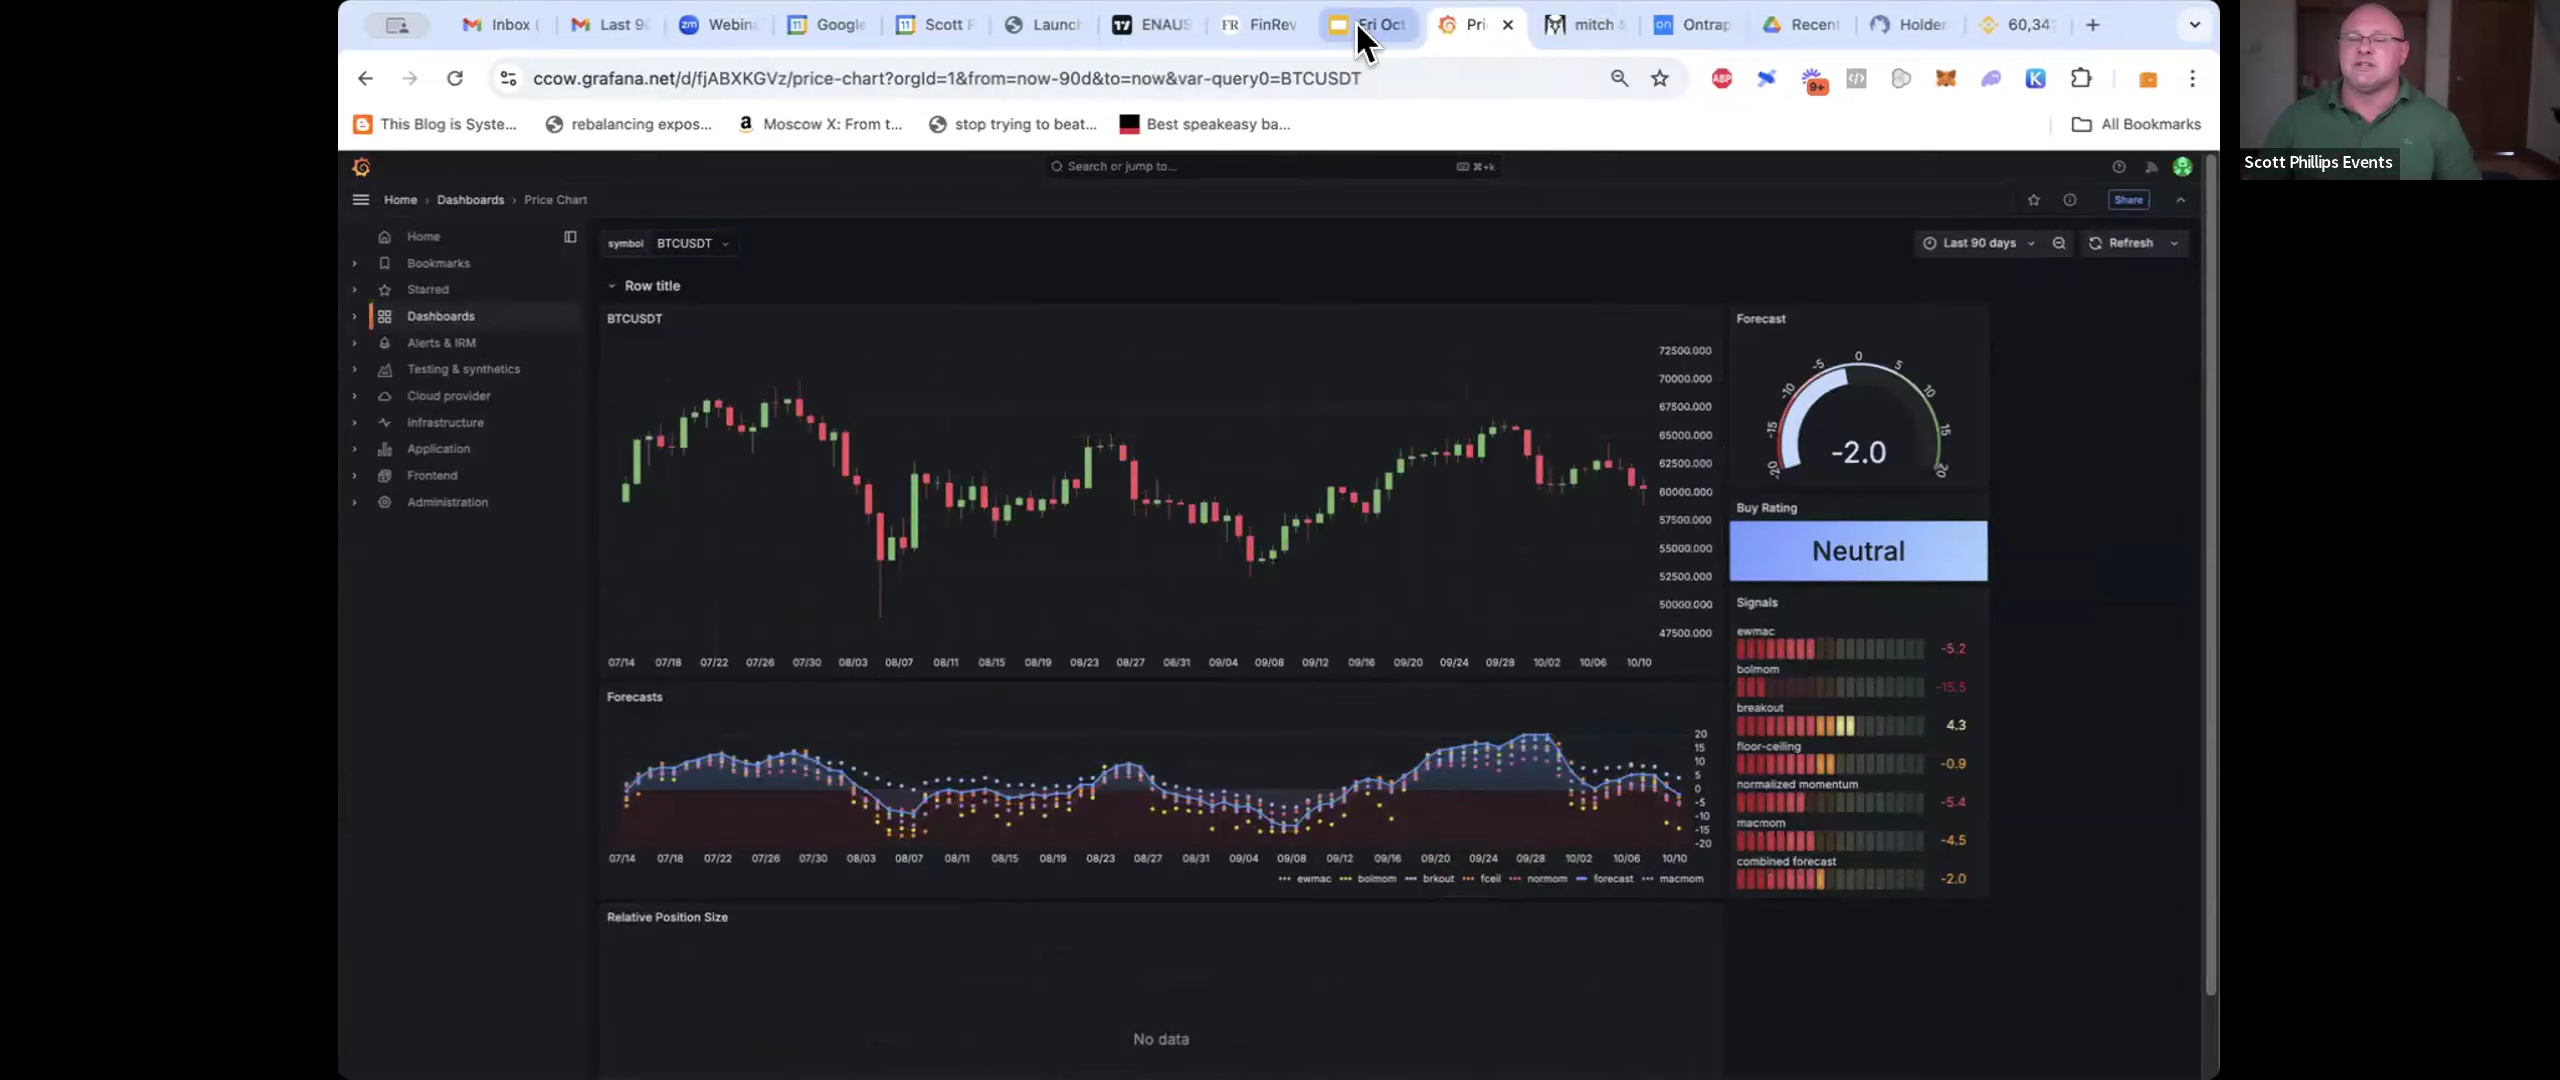 Inbox (
Last 9
Webin
Google
Scott P
Launc
ENAUS
FinRev
Fri Oct
Pri
mitch
Ontrap
Recent
Holder
60,34
ccow.grafana.net/d/fjABXKGVz/price-chart?orgId=1&from=now-90d&to=now&var-query0=BTCUSDT
ABP
9+
K
This Blog is Syste...
rebalancing expos...
Moscow X: From t...
stop trying to beat...
Best speakeasy ba...
All Bookmarks
Scott Phillips Events
Search or jump to...
⌘+k
Home › Dashboards › Price Chart
Share
Home
Bookmarks
Starred
Dashboards
Alerts & IRM
Testing & synthetics
Cloud provider
Infrastructure
Application
Frontend
Administration
symbol BTCUSDT
Last 90 days
Refresh
Row title
BTCUSDT
72500.000
70000.000
67500.000
65000.000
62500.000
60000.000
57500.000
55000.000
52500.000
50000.000
47500.000
07/14 07/18 07/22 07/26 07/30 08/03 08/07 08/11 08/15 08/19 08/23 08/27 08/31 09/04 09/08 09/12 09/16 09/20 09/24 09/28 10/02 10/06 10/10
Forecast
-20 -15 -10 -5 0 5 10 15 20
-2.0
Buy Rating
Neutral
Signals
ewmac
-5.2
bolmom
-15.5
breakout
4.3
floor-ceiling
-0.9
normalized momentum
-5.4
macmom
-4.5
combined forecast
-2.0
Forecasts
20
15
10
5
0
-5
-10
-15
-20
07/14 07/18 07/22 07/26 07/30 08/03 08/07 08/11 08/15 08/19 08/23 08/27 08/31 09/04 09/08 09/12 09/16 09/20 09/24 09/28 10/02 10/06 10/10
ewmac bolmom brkout fceil normom forecast macmom
Relative Position Size
No data